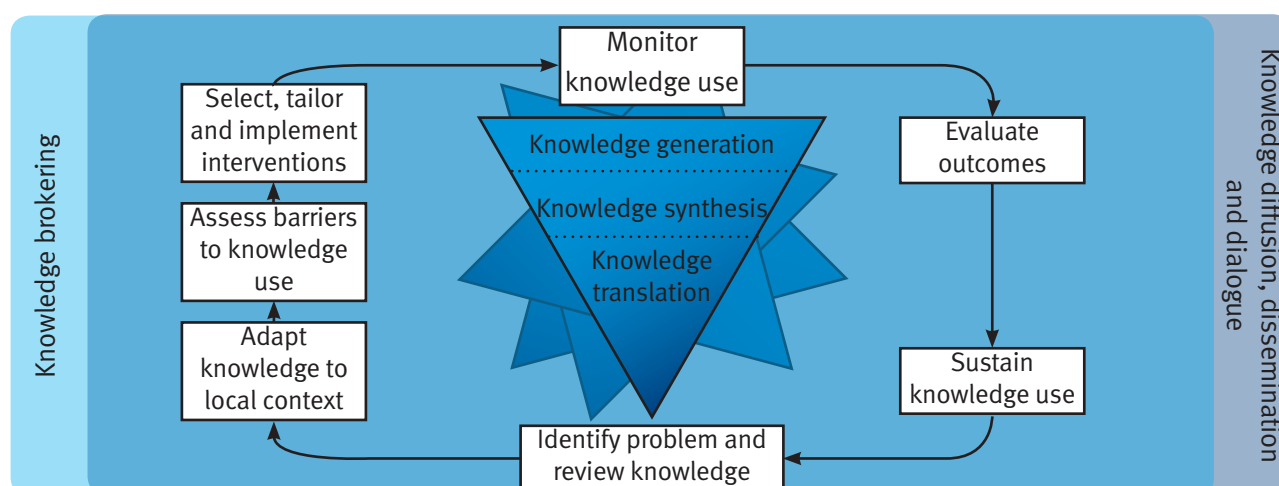 Knowledge brokering
Monitor
knowledge use
Select, tailor
and implement
interventions
Assess barriers
to knowledge
use
Adapt
knowledge to
local context
Knowledge generation
Knowledge synthesis
Knowledge
translation
Evaluate
outcomes
Sustain
knowledge use
Identify problem and
review knowledge
Knowledge diffusion, dissemination
and dialogue